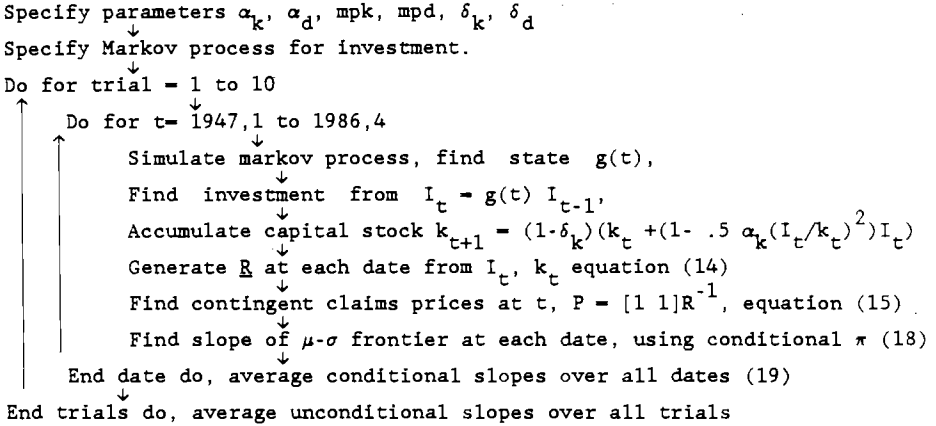 Specify parameters α_k, α_d, mpk, mpd, δ_k, δ_d
↓
Specify Markov process for investment.
↓
Do for trial = 1 to 10
↓
Do for t= 1947,1 to 1986,4
↓
Simulate markov process, find state g(t),
↓
Find investment from I_t = g(t) I_{t-1},
↓
Accumulate capital stock k_{t+1} = (1-δ_k)(k_t +(1- .5 α_k(I_t/k_t)^2)I_t)
↓
Generate R at each date from I_t, k_t equation (14)
↓
Find contingent claims prices at t, P = [1 1]R^{-1}, equation (15)
↓
Find slope of μ-σ frontier at each date, using conditional π (18)
↓
End date do, average conditional slopes over all dates (19)
↓
End trials do, average unconditional slopes over all trials